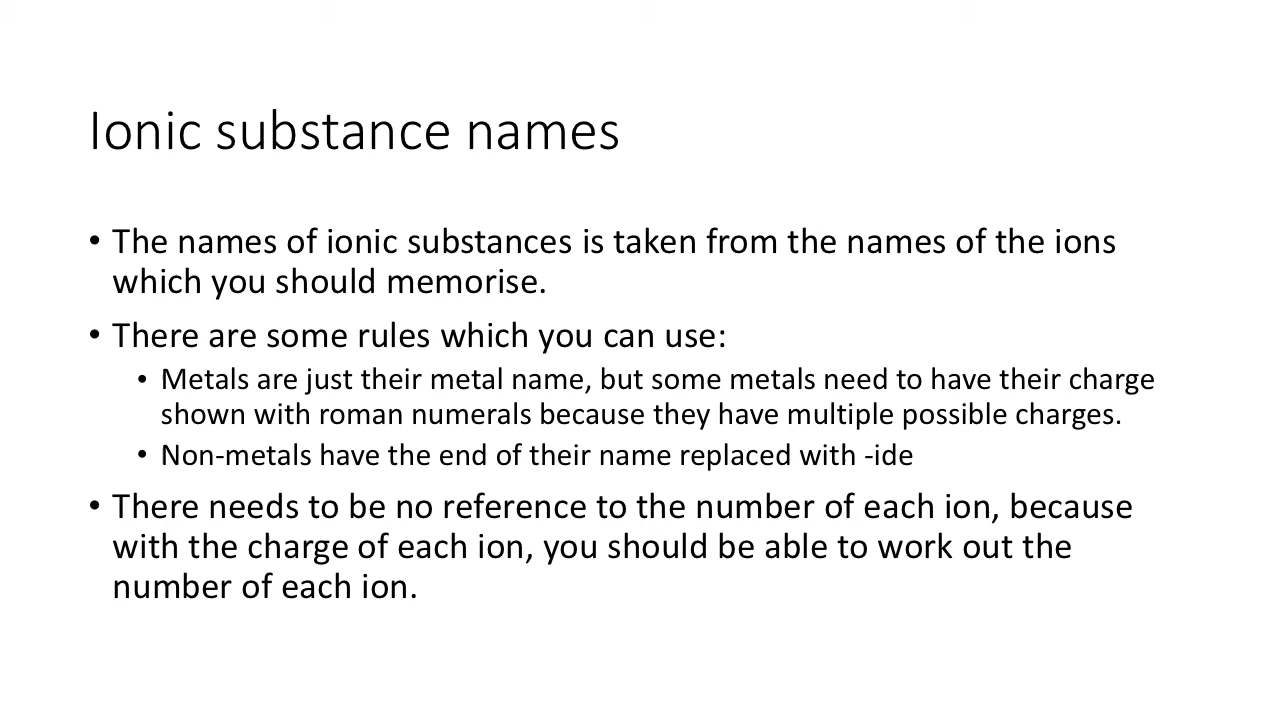 Ionic substance names
• The names of ionic substances is taken from the names of the ions
which you should memorise.
• There are some rules which you can use:
• Metals are just their metal name, but some metals need to have their charge
shown with roman numerals because they have multiple possible charges.
• Non-metals have the end of their name replaced with -ide
• There needs to be no reference to the number of each ion, because
with the charge of each ion, you should be able to work out the
number of each ion.